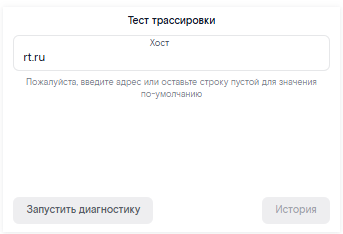 Тест трассировки
Хост
rt.ru
Пожалуйста, введите адрес или оставьте строку пустой для значения
по-умолчанию
Запустить диагностику
История